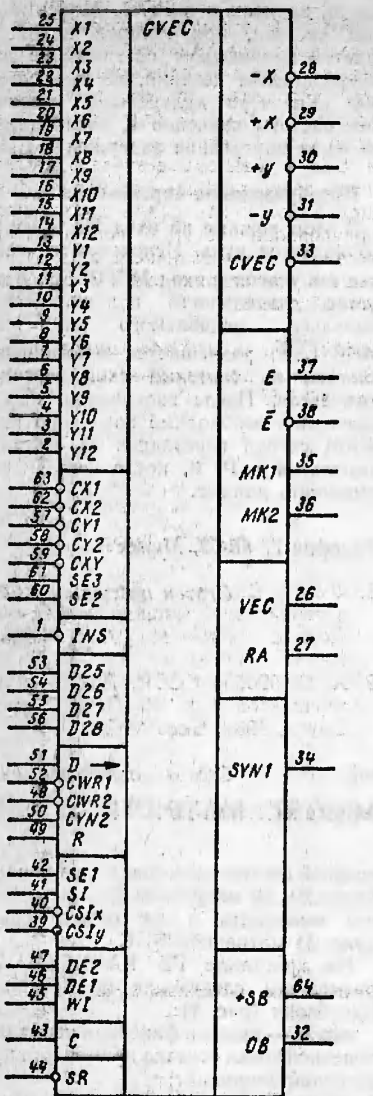 25 X1 GVEC
24 X2
23 X3
22 X4
21 X5
20 X6
19 X7
18 X8
17 X9
16 X10
15 X11
14 X12
13 Y1
12 Y2
11 Y3
10 Y4
9 Y5
8 Y6
7 Y7
6 Y8
5 Y9
4 Y10
3 Y11
2 Y12
63 CX1
62 CX2
57 CY1
58 CY2
59 CXY
61 SE3
60 SE2
1 INS
53 D25
54 D26
55 D27
56 D28
51 D →
52 CWR1
48 CWR2
50 CYN2
49 R
42 SE1
41 SI
40 CSIx
39 CSIy
47 DE2
46 DE1
45 WI
43 C
44 SR
-X 28
+X 29
+y 30
-y 31
GVEC 33
E 37
E̅ 38
MK1 35
MK2 36
VEC 26
RA 27
SYN1 34
+5B 64
0B 32